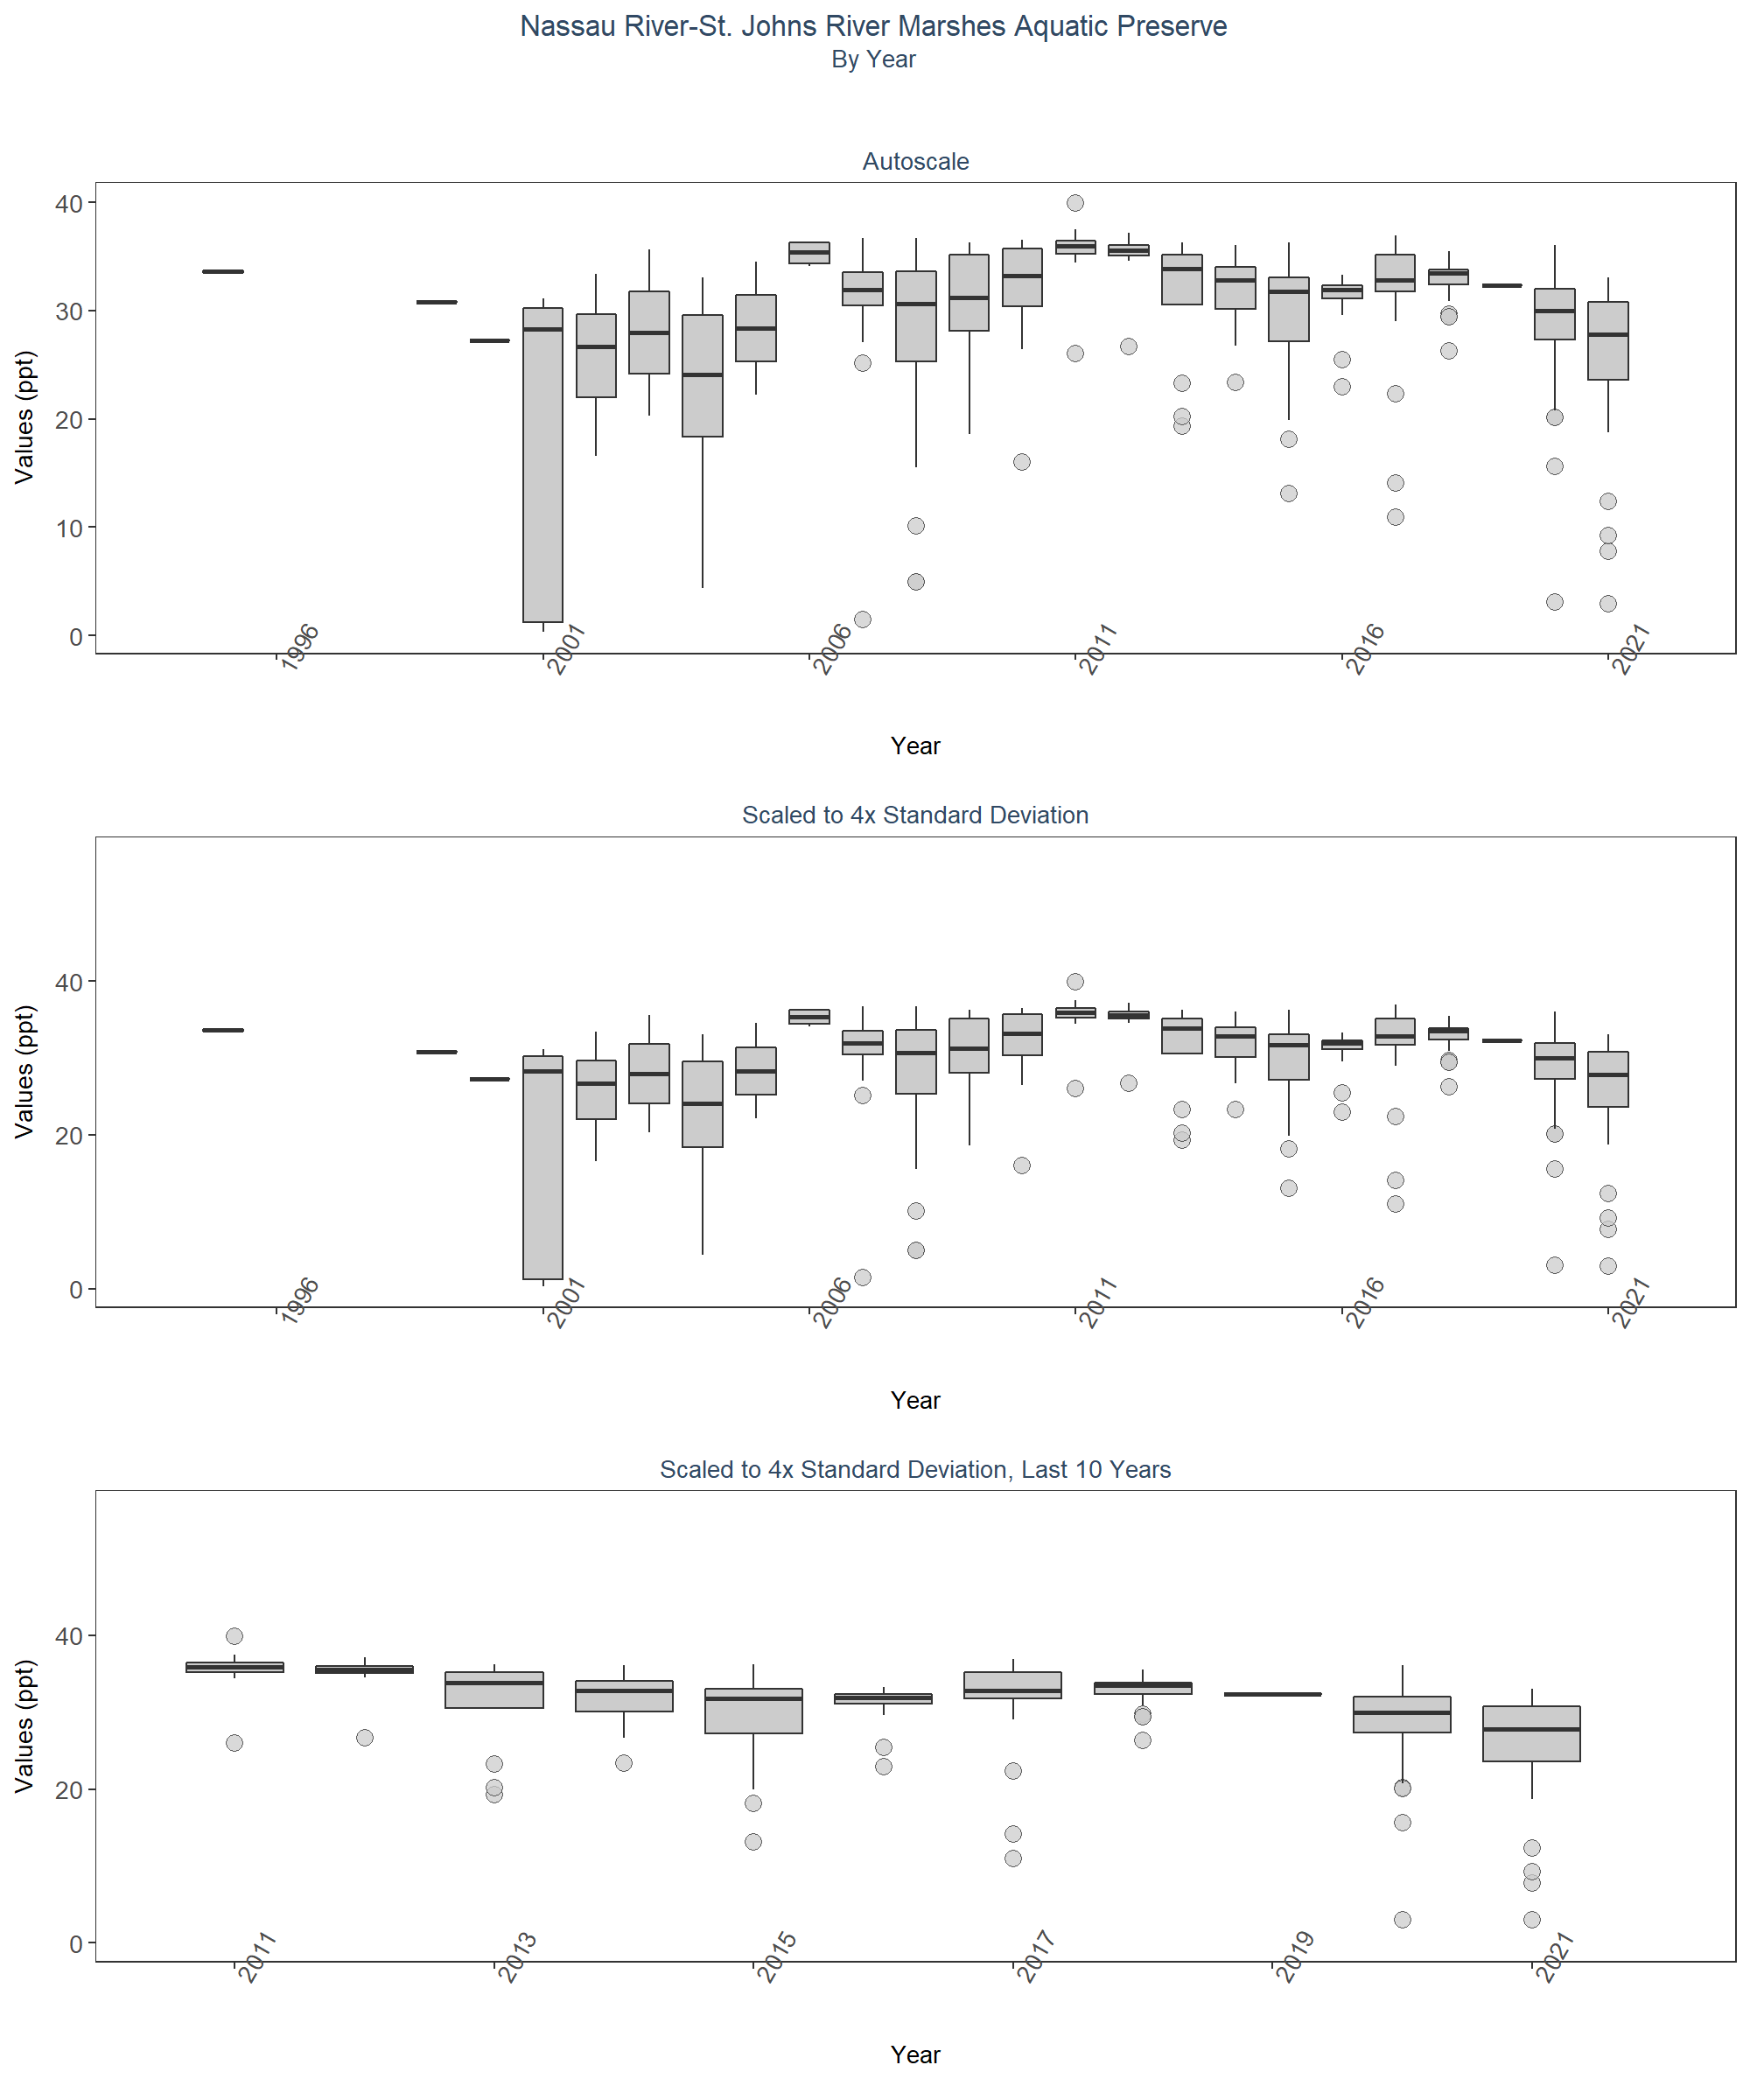 Nassau River-St. Johns River Marshes Aquatic Preserve
By Year
Autoscale
Values (ppt)
40
30
20
10
0
1996
2001
2006
2011
2016
2021
Year
Scaled to 4x Standard Deviation
Values (ppt)
40
20
0
1996
2001
2006
2011
2016
2021
Year
Scaled to 4x Standard Deviation, Last 10 Years
Values (ppt)
40
20
0
2011
2013
2015
2017
2019
2021
Year